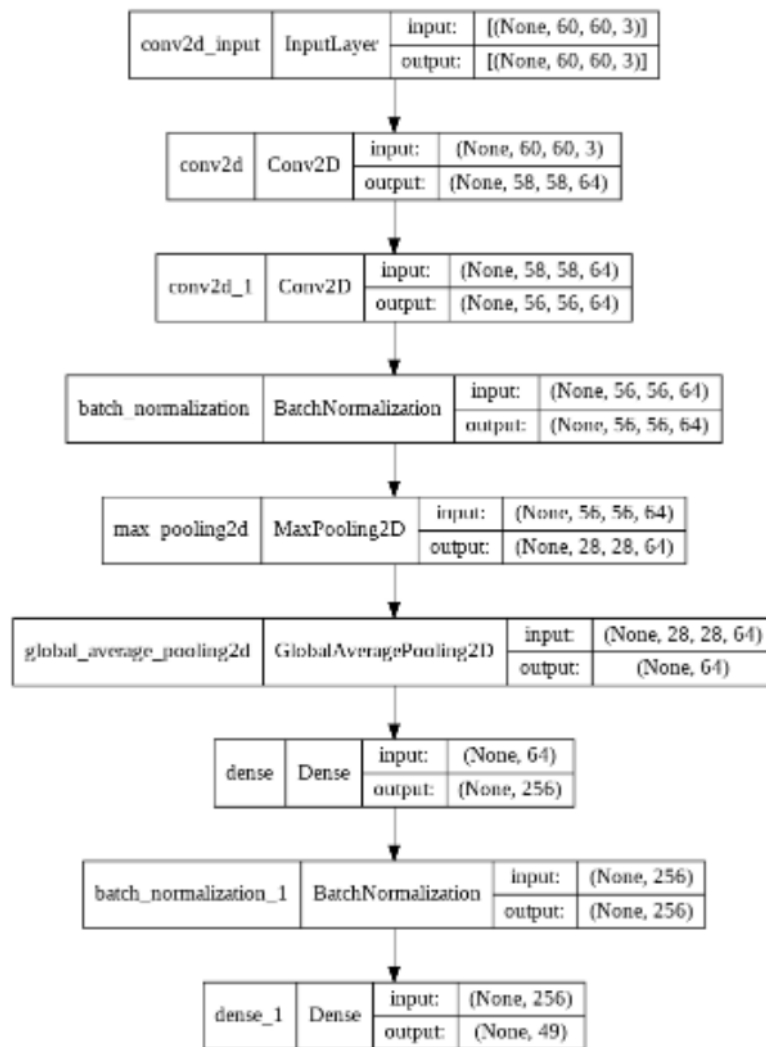 conv2d_input InputLayer input: [(None, 60, 60, 3)]
output: [(None, 60, 60, 3)]
conv2d Conv2D input: (None, 60, 60, 3)
output: (None, 58, 58, 64)
conv2d_1 Conv2D input: (None, 58, 58, 64)
output: (None, 56, 56, 64)
batch_normalization BatchNormalization input: (None, 56, 56, 64)
output: (None, 56, 56, 64)
max_pooling2d MaxPooling2D input: (None, 56, 56, 64)
output: (None, 28, 28, 64)
global_average_pooling2d GlobalAveragePooling2D input: (None, 28, 28, 64)
output: (None, 64)
dense Dense input: (None, 64)
output: (None, 256)
batch_normalization_1 BatchNormalization input: (None, 256)
output: (None, 256)
dense_1 Dense input: (None, 256)
output: (None, 49)